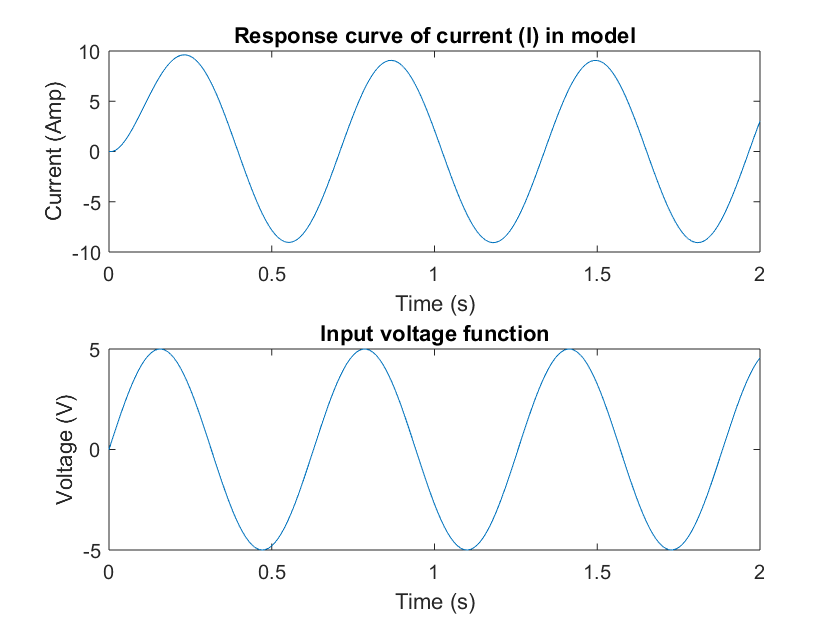 Response curve of current (I) in model
Current (Amp)
10
5
0
-5
-10
0 0.5 1 1.5 2
Time (s)
Input voltage function
Voltage (V)
5
0
-5
0 0.5 1 1.5 2
Time (s)